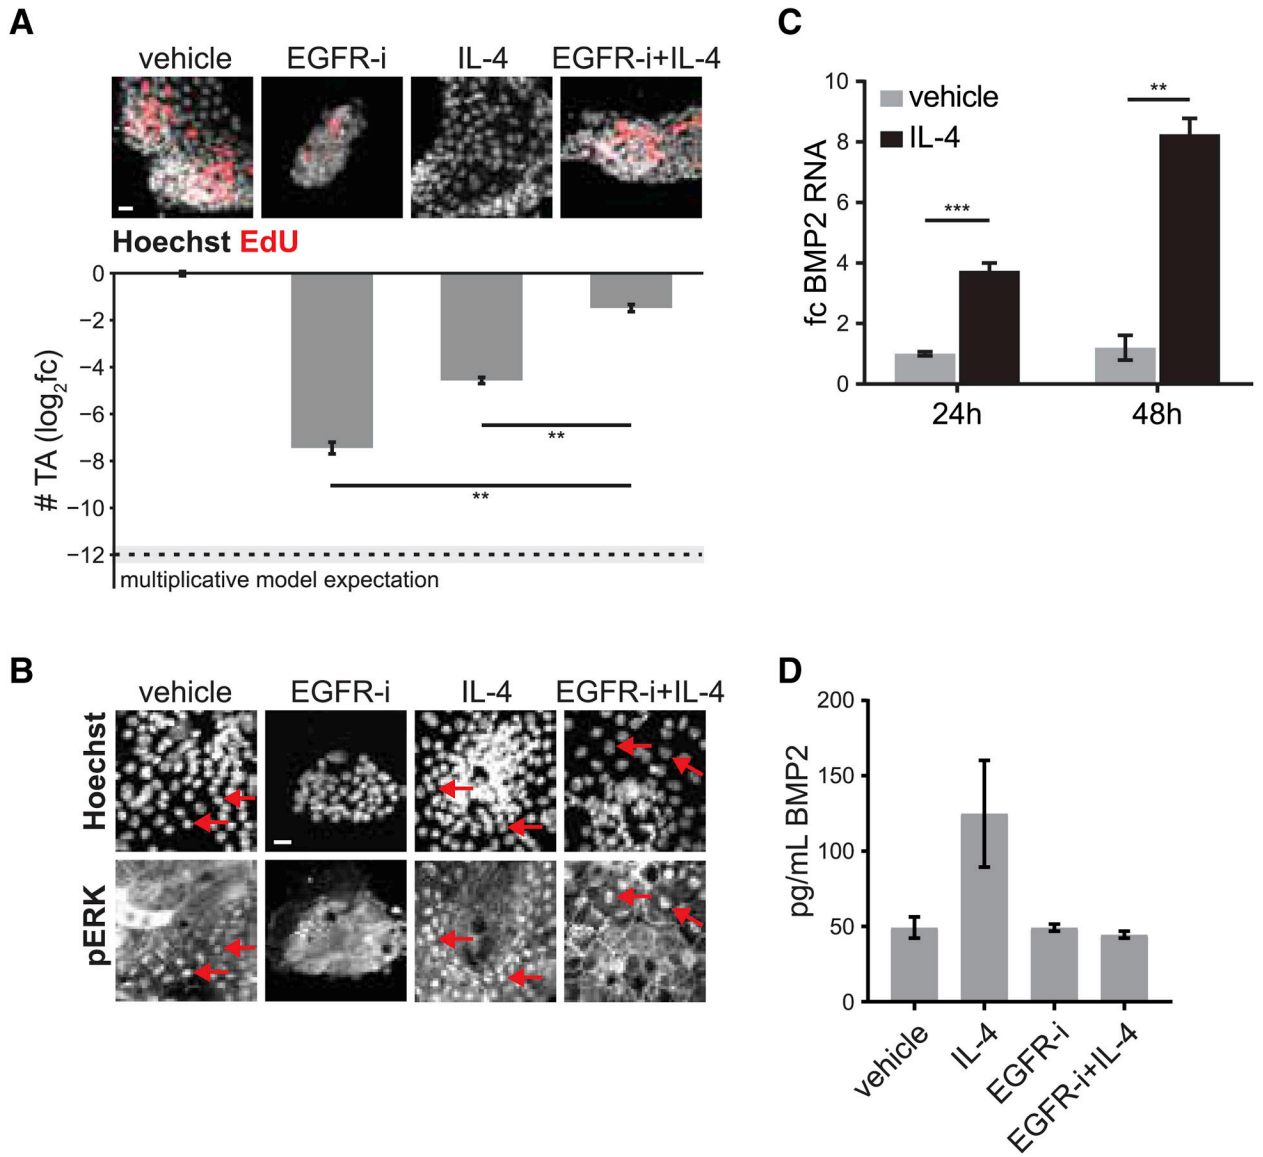 A
vehicle EGFR-i IL-4 EGFR-i+IL-4
Hoechst EdU
# TA (log2fc)
0
−2
−4
−6
−8
−10
−12
**
**
multiplicative model expectation
B
vehicle EGFR-i IL-4 EGFR-i+IL-4
Hoechst
pERK
C
fc BMP2 RNA
10
8
6
4
2
0
vehicle
IL-4
***
**
24h 48h
D
pg/mL BMP2
200
150
100
50
0
vehicle
IL-4
EGFR-i
EGFR-i+IL-4